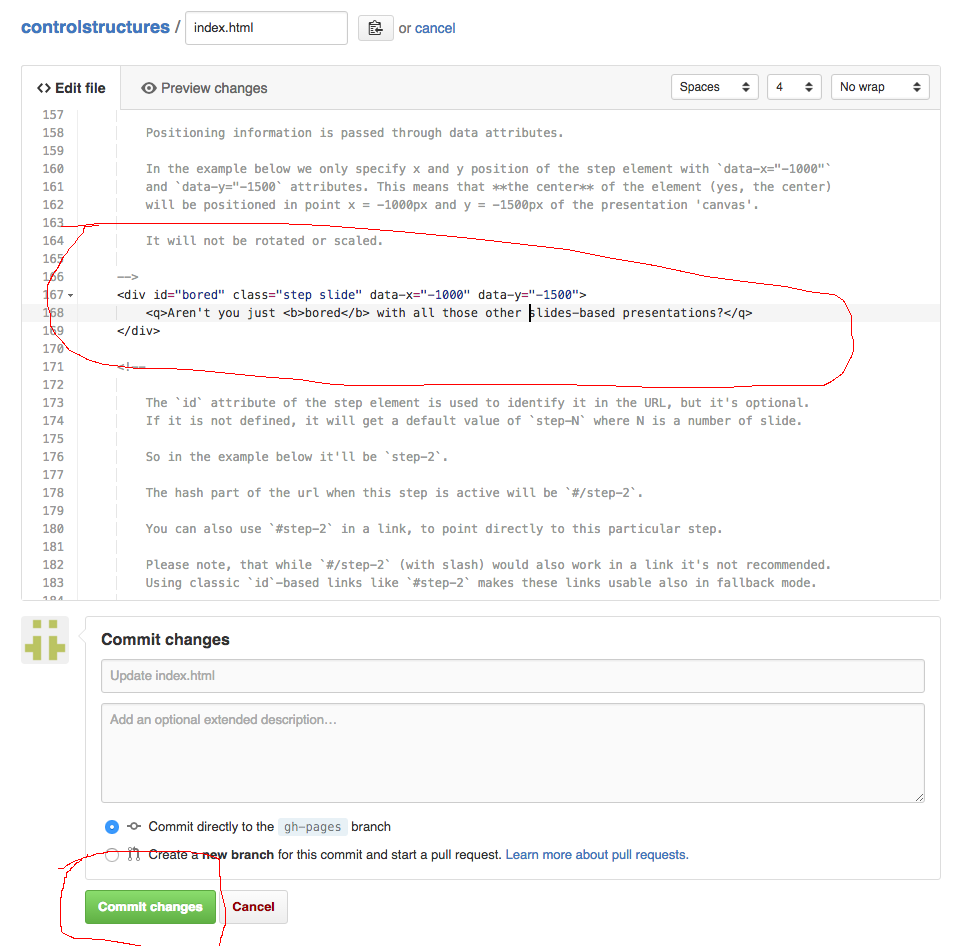 controlstructures / index.html or cancel
<> Edit file Preview changes Spaces 4 No wrap
157
158 Positioning information is passed through data attributes.
159
160 In the example below we only specify x and y position of the step element with `data-x="-1000"`
161 and `data-y="-1500` attributes. This means that **the center** of the element (yes, the center)
162 will be positioned in point x = -1000px and y = -1500px of the presentation 'canvas'.
163
164 It will not be rotated or scaled.
165
166 -->
167 <div id="bored" class="step slide" data-x="-1000" data-y="-1500">
168 <q>Aren't you just <b>bored</b> with all those other slides-based presentations?</q>
169 </div>
170
171 <!--
172
173 The `id` attribute of the step element is used to identify it in the URL, but it's optional.
174 If it is not defined, it will get a default value of `step-N` where N is a number of slide.
175
176 So in the example below it'll be `step-2`.
177
178 The hash part of the url when this step is active will be `#/step-2`.
179
180 You can also use `#step-2` in a link, to point directly to this particular step.
181
182 Please note, that while `#/step-2` (with slash) would also work in a link it's not recommended.
183 Using classic `id`-based links like `#step-2` makes these links usable also in fallback mode.
184
Commit changes
Update index.html
Add an optional extended description…
Commit directly to the gh-pages branch
Create a new branch for this commit and start a pull request. Learn more about pull requests.
Commit changes Cancel